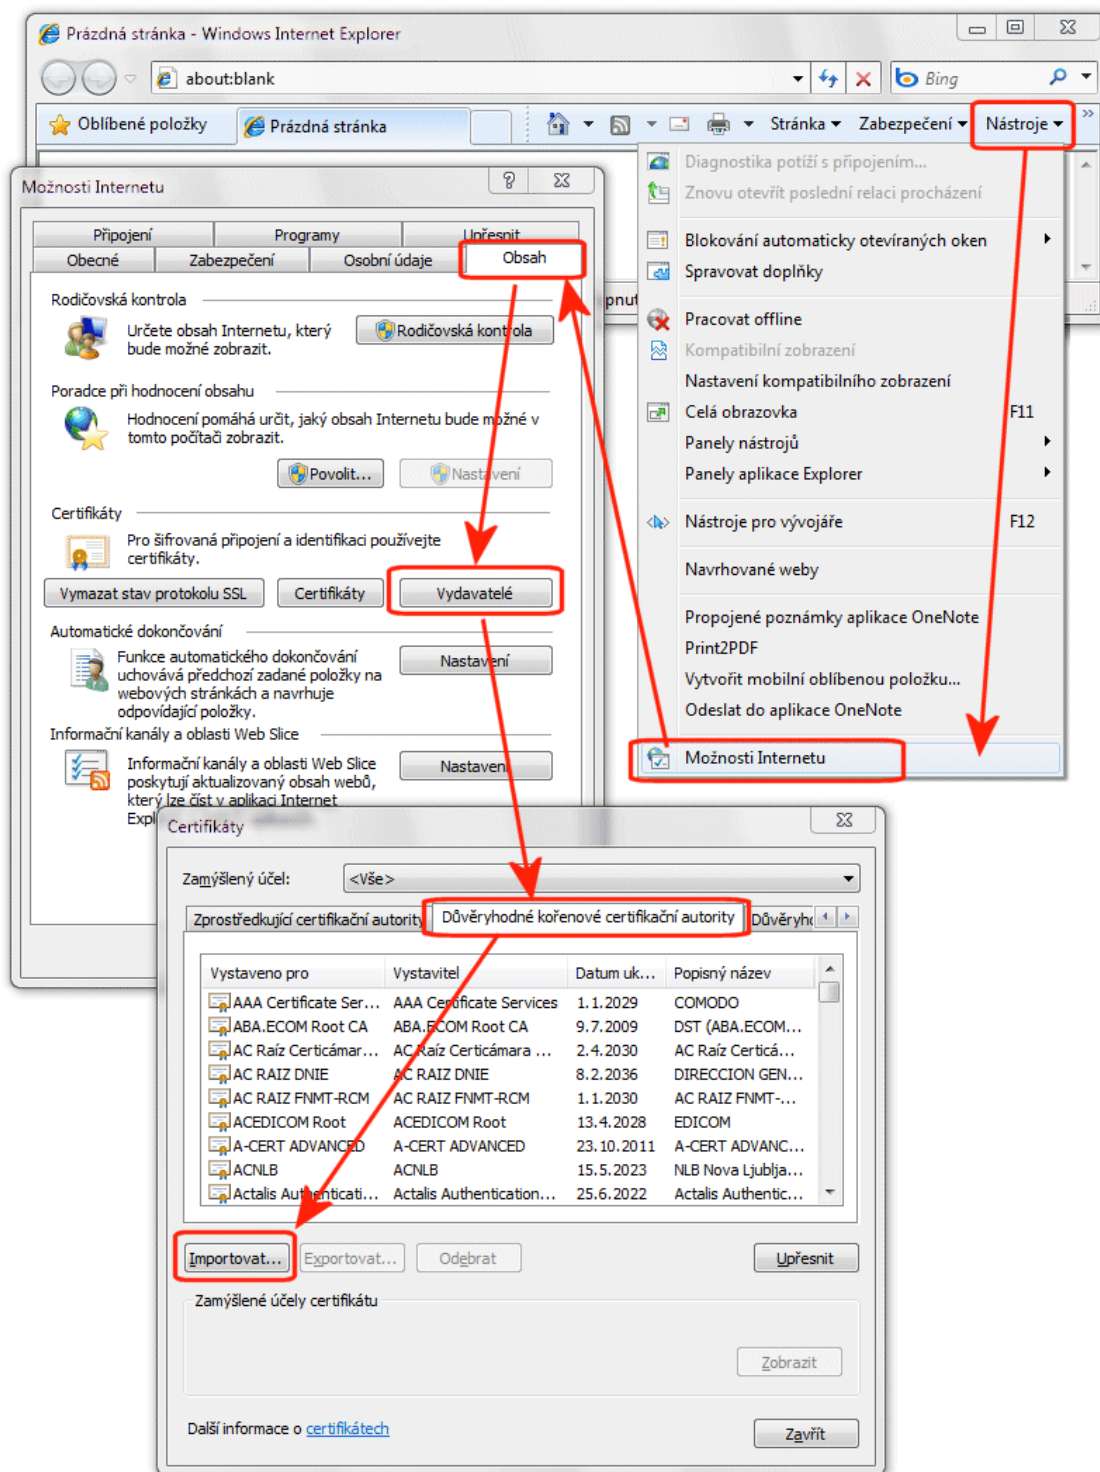 Prázdná stránka - Windows Internet Explorer
about:blank
Bing
Oblíbené položky
Prázdná stránka
Stránka
Zabezpečení
Nástroje
»
Diagnostika potíží s připojením...
Znovu otevřít poslední relaci procházení
Blokování automaticky otevíraných oken
Spravovat doplňky
Pracovat offline
Kompatibilní zobrazení
Nastavení kompatibilního zobrazení
Celá obrazovka F11
Panely nástrojů
Panely aplikace Explorer
Nástroje pro vývojáře F12
Navrhované weby
Propojené poznámky aplikace OneNote
Print2PDF
Vytvořit mobilní oblíbenou položku...
Odeslat do aplikace OneNote
Možnosti Internetu
Možnosti Internetu
Připojení Programy Upřesnit
Obecné Zabezpečení Osobní údaje Obsah
Rodičovská kontrola
Určete obsah Internetu, který
bude možné zobrazit.
Rodičovská kontrola
Poradce při hodnocení obsahu
Hodnocení pomáhá určit, jaký obsah Internetu bude možné v
tomto počítači zobrazit.
Povolit... Nastavení
Certifikáty
Pro šifrovaná připojení a identifikaci používejte
certifikáty.
Vymazat stav protokolu SSL Certifikáty Vydavatelé
Automatické dokončování
Funkce automatického dokončování
uchovává předchozí zadané položky na
webových stránkách a navrhuje
odpovídající položky.
Nastavení
Informační kanály a oblasti Web Slice
Informační kanály a oblasti Web Slice
poskytují aktualizovaný obsah webů,
který lze číst v aplikaci Internet
Nastavení
Certifikáty
Zamýšlený účel: <Vše>
Zprostředkující certifikační autority Důvěryhodné kořenové certifikační autority Důvěryh
Vystaveno pro Vystavitel Datum uk... Popisný název
AAA Certificate Ser... AAA Certificate Services 1.1.2029 COMODO
ABA.ECOM Root CA ABA.ECOM Root CA 9.7.2009 DST (ABA.ECOM...
AC Raíz Certicámar... AC Raíz Certicámara ... 2.4.2030 AC Raíz Certicá...
AC RAIZ DNIE AC RAIZ DNIE 8.2.2036 DIRECCION GEN...
AC RAIZ FNMT-RCM AC RAIZ FNMT-RCM 1.1.2030 AC RAIZ FNMT-...
ACEDICOM Root ACEDICOM Root 13.4.2028 EDICOM
A-CERT ADVANCED A-CERT ADVANCED 23.10.2011 A-CERT ADVANC...
ACNLB ACNLB 15.5.2023 NLB Nova Ljublja...
Actalis Authenticati... Actalis Authentication... 25.6.2022 Actalis Authentic...
Importovat... Exportovat... Odebrat Upřesnit
Zamýšlené účely certifikátu
Zobrazit
Další informace o certifikátech
Zavřít